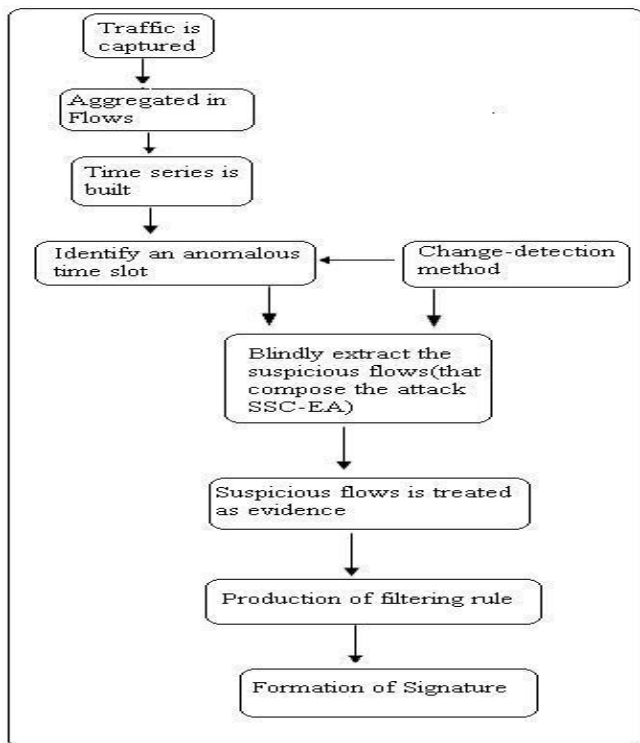 Traffic is
captured
Aggregated in
Flows
Time series is
built
Identify an anomalous
time slot
Change-detection
method
Blindly extract the
suspicious flows(that
compose the attack
SSC-EA)
Suspicious flows is treated
as evidence
Production of filtering rule
Formation of Signature